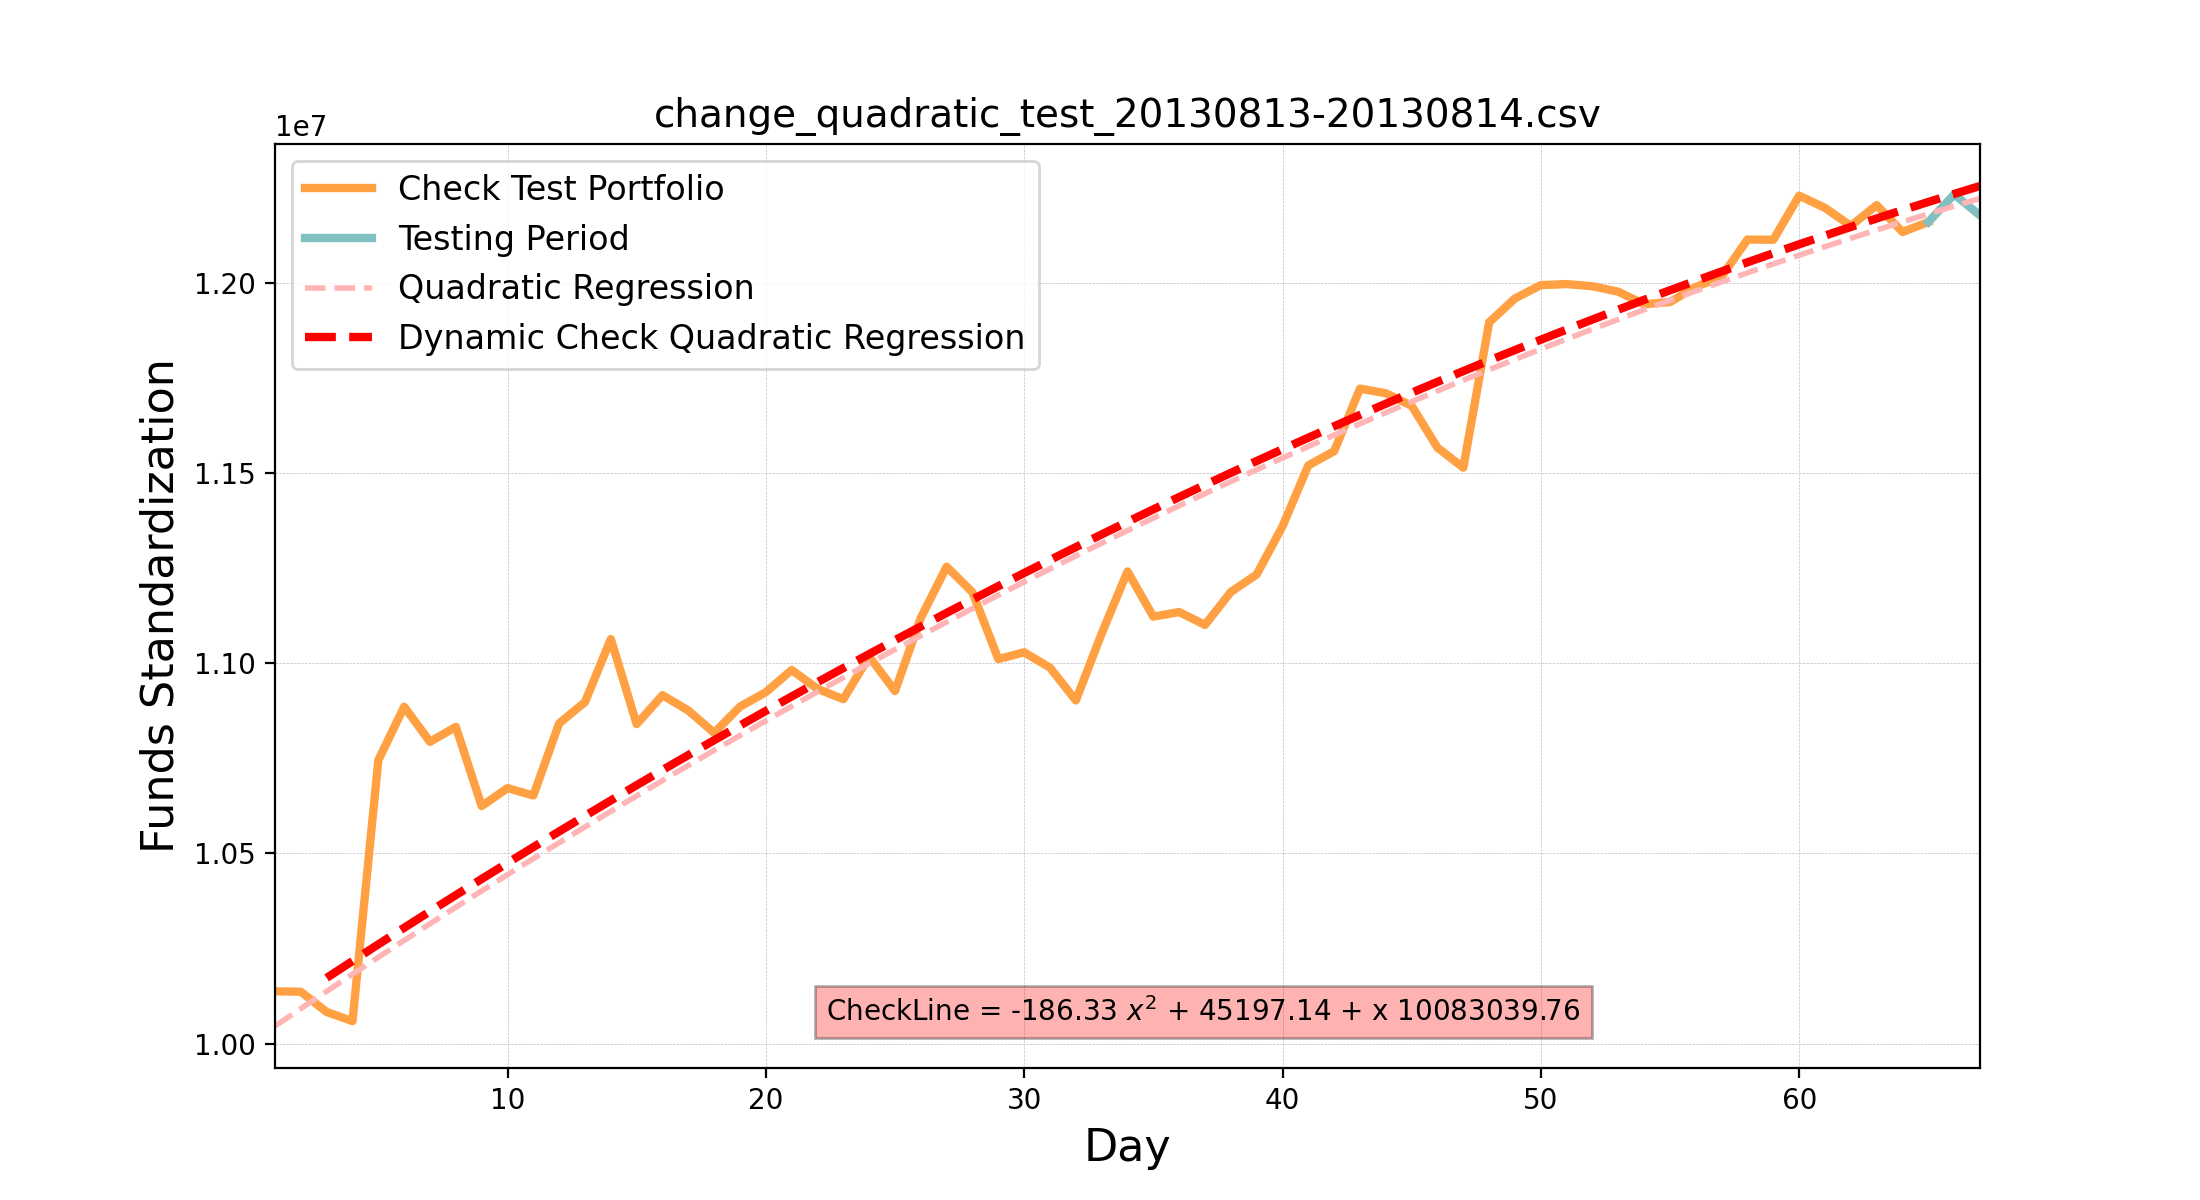 change_quadratic_test_20130813-20130814.csv
1e7
Check Test Portfolio
Testing Period
Quadratic Regression
Dynamic Check Quadratic Regression
Funds Standardization
1.20
1.15
1.10
1.05
1.00
CheckLine = -186.33 x² + 45197.14 + x 10083039.76
10 20 30 40 50 60
Day